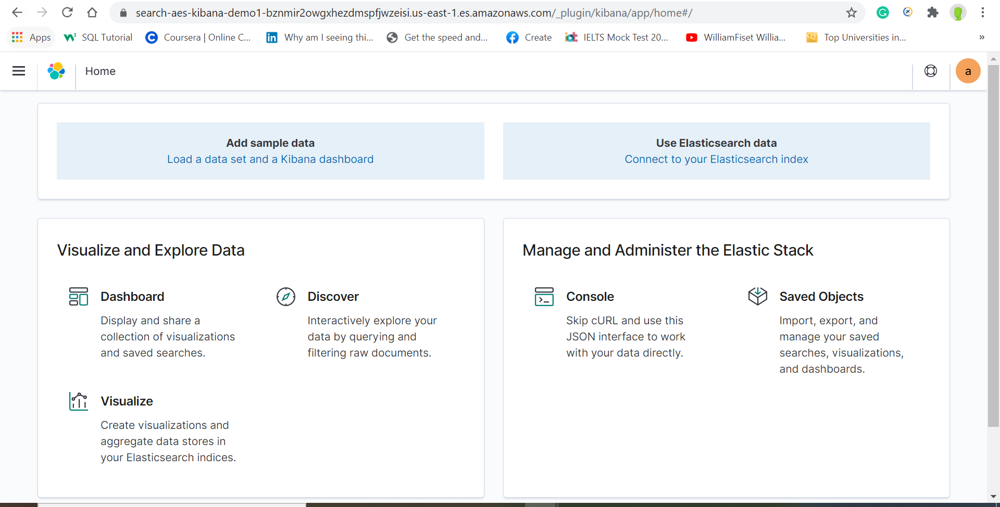 search-aes-kibana-demo1-bznmir2owgxhezdmspfjwzeisi.us-east-1.es.amazonaws.com/_plugin/kibana/app/home#/
Apps SQL Tutorial Coursera | Online C... Why am I seeing thi... Get the speed and... Create IELTS Mock Test 20... WilliamFiset Willia... QS Top Universities in... »
Home a
Add sample data
Load a data set and a Kibana dashboard
Use Elasticsearch data
Connect to your Elasticsearch index
Visualize and Explore Data
Dashboard
Display and share a
collection of visualizations
and saved searches.
Discover
Interactively explore your
data by querying and
filtering raw documents.
Visualize
Create visualizations and
aggregate data stores in
your Elasticsearch indices.
Manage and Administer the Elastic Stack
Console
Skip cURL and use this
JSON interface to work
with your data directly.
Saved Objects
Import, export, and
manage your saved
searches, visualizations,
and dashboards.